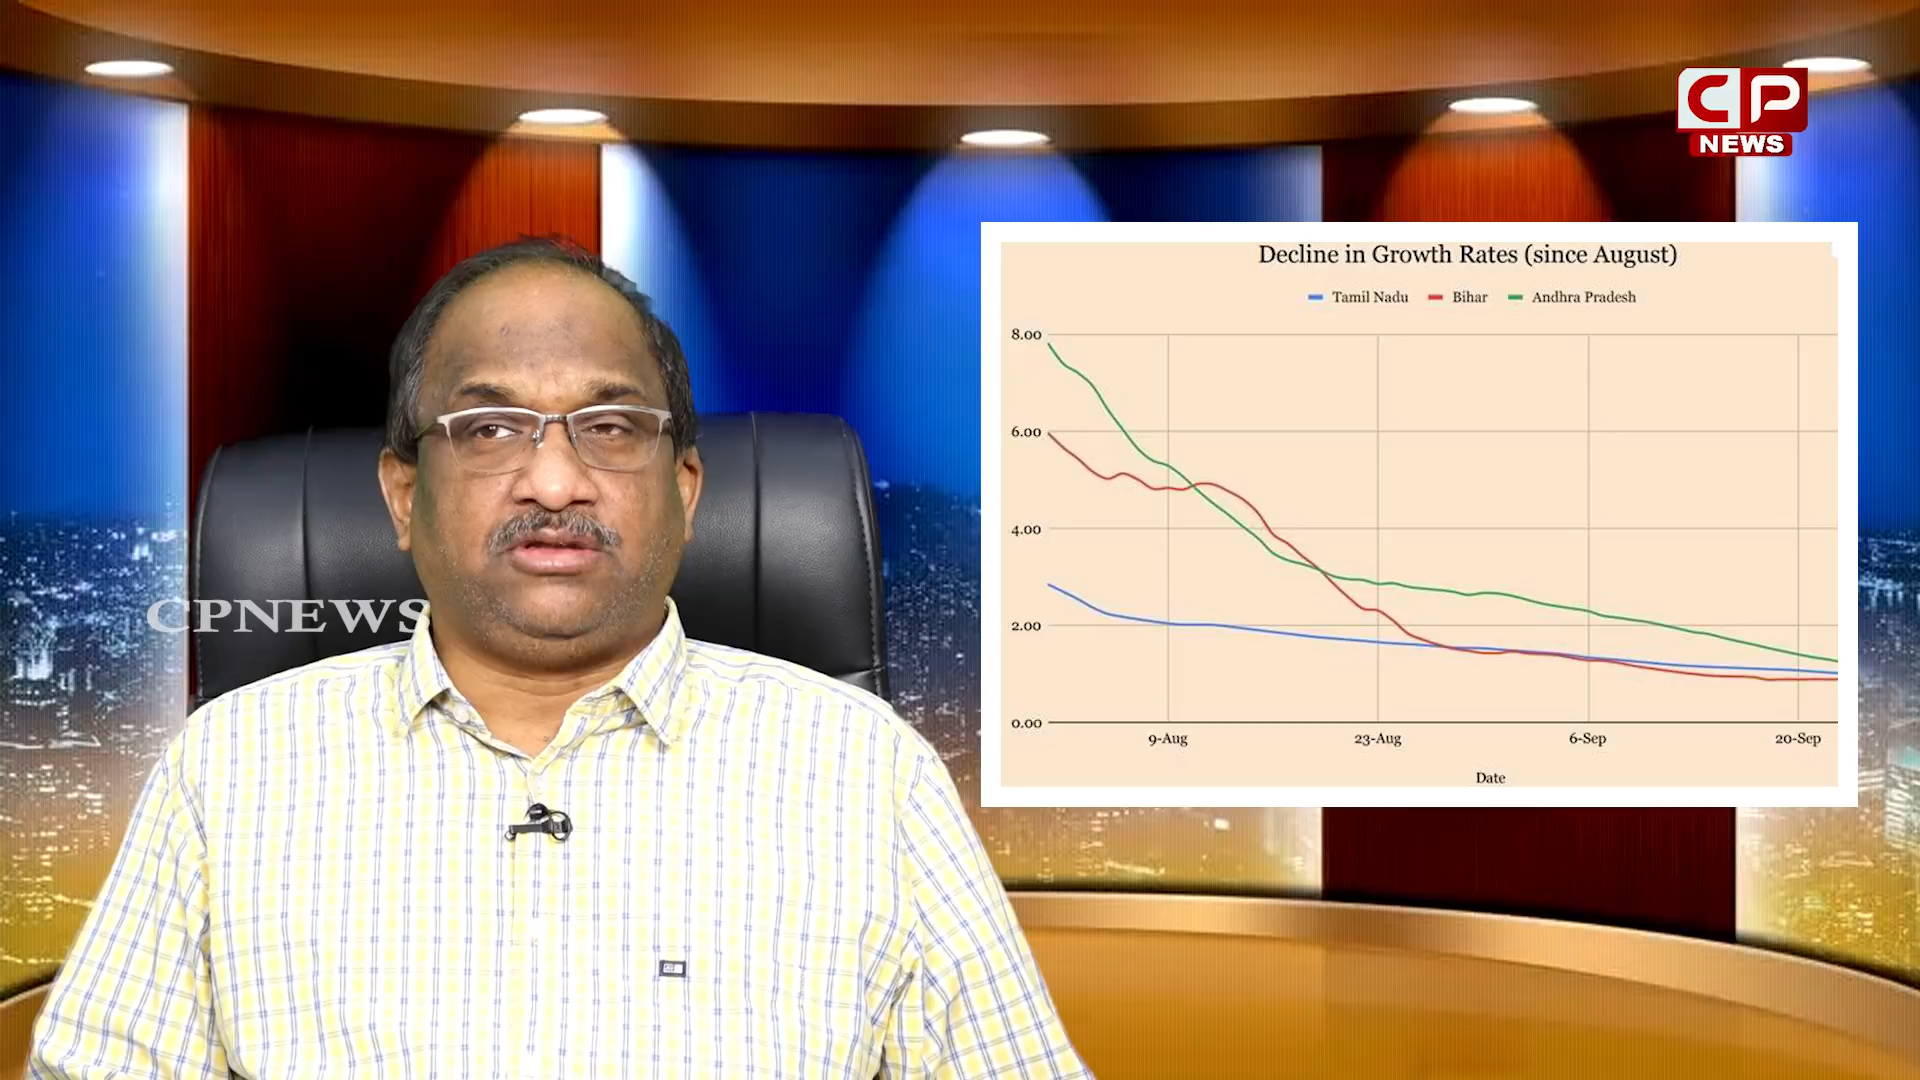 CP
NEWS
Decline in Growth Rates (since August)
Tamil Nadu Bihar Andhra Pradesh
8.00
6.00
4.00
2.00
0.00
9-Aug 23-Aug 6-Sep 20-Sep
Date
CPNEWS